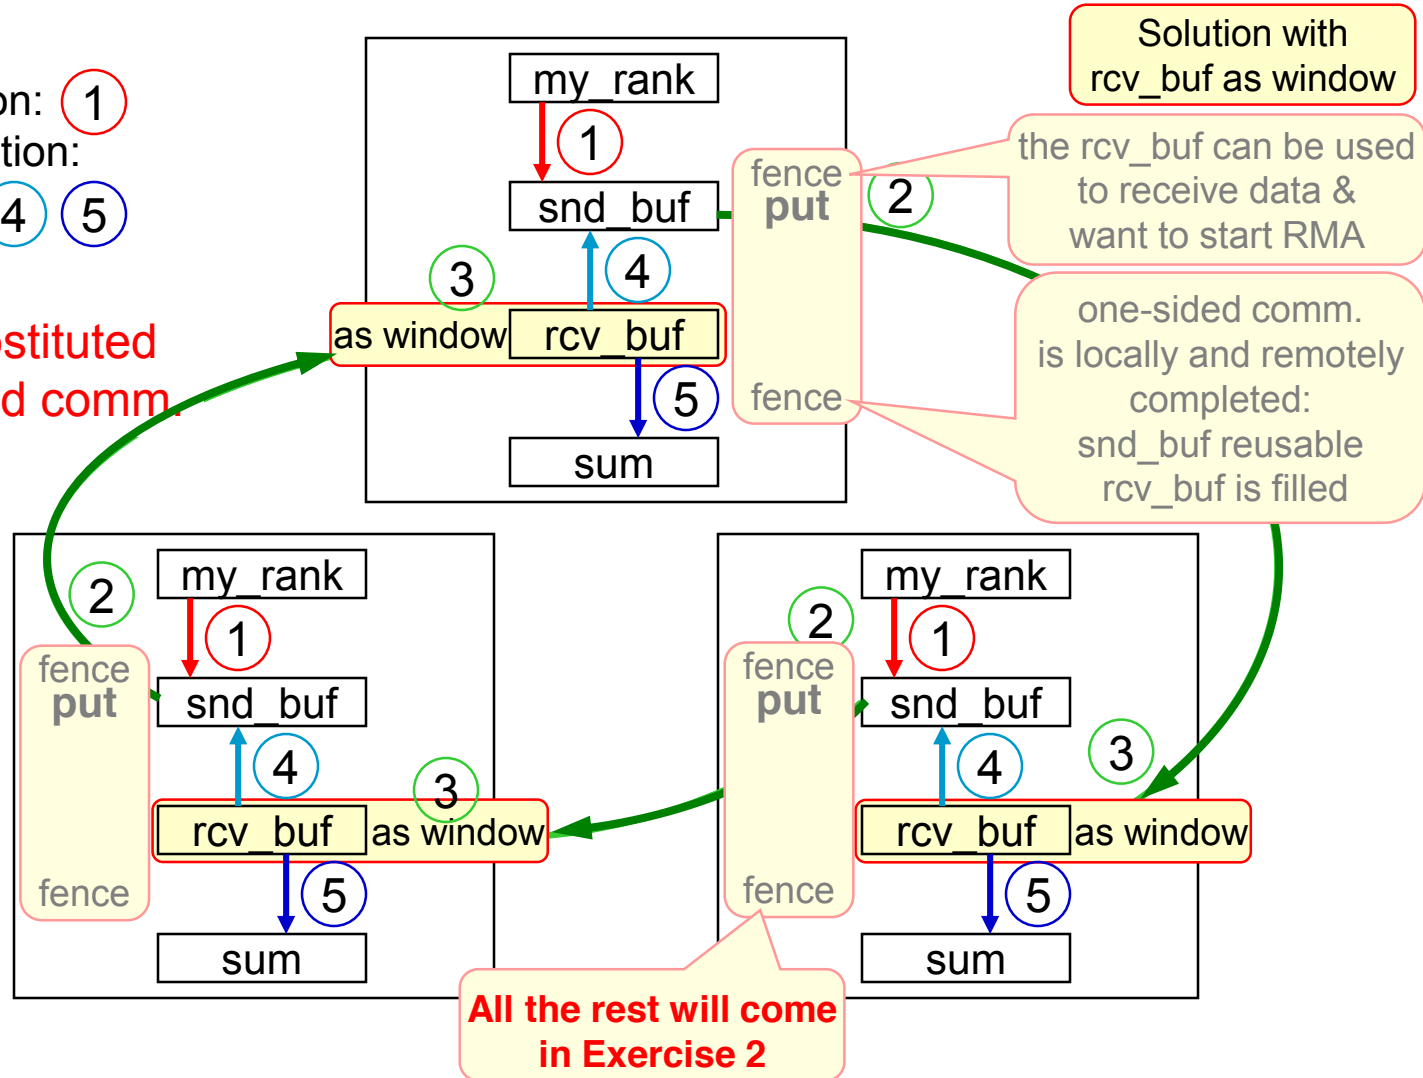 Solution with
rcv_buf as window
on: 1
tion:
4 5
ostituted
d comm.
my_rank
1
snd_buf
4
3
as window rcv_buf
5
sum
fence
put
fence
2
the rcv_buf can be used
to receive data &
want to start RMA
one-sided comm.
is locally and remotely
completed:
snd_buf reusable
rcv_buf is filled
2
my_rank
1
fence
put
snd_buf
4
3
rcv_buf as window
5
fence
sum
2
my_rank
1
fence
put
snd_buf
4
3
rcv_buf as window
5
fence
sum
All the rest will come
in Exercise 2